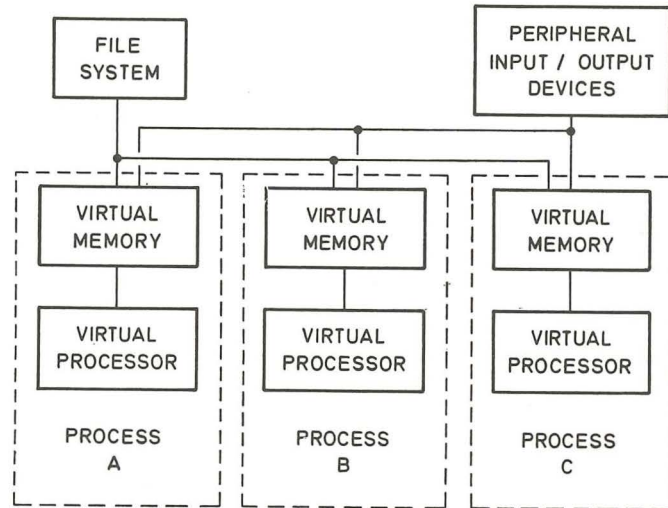 FILE
SYSTEM
PERIPHERAL
INPUT / OUTPUT
DEVICES
VIRTUAL
MEMORY
VIRTUAL
PROCESSOR
PROCESS
A
VIRTUAL
MEMORY
VIRTUAL
PROCESSOR
PROCESS
B
VIRTUAL
MEMORY
VIRTUAL
PROCESSOR
PROCESS
C